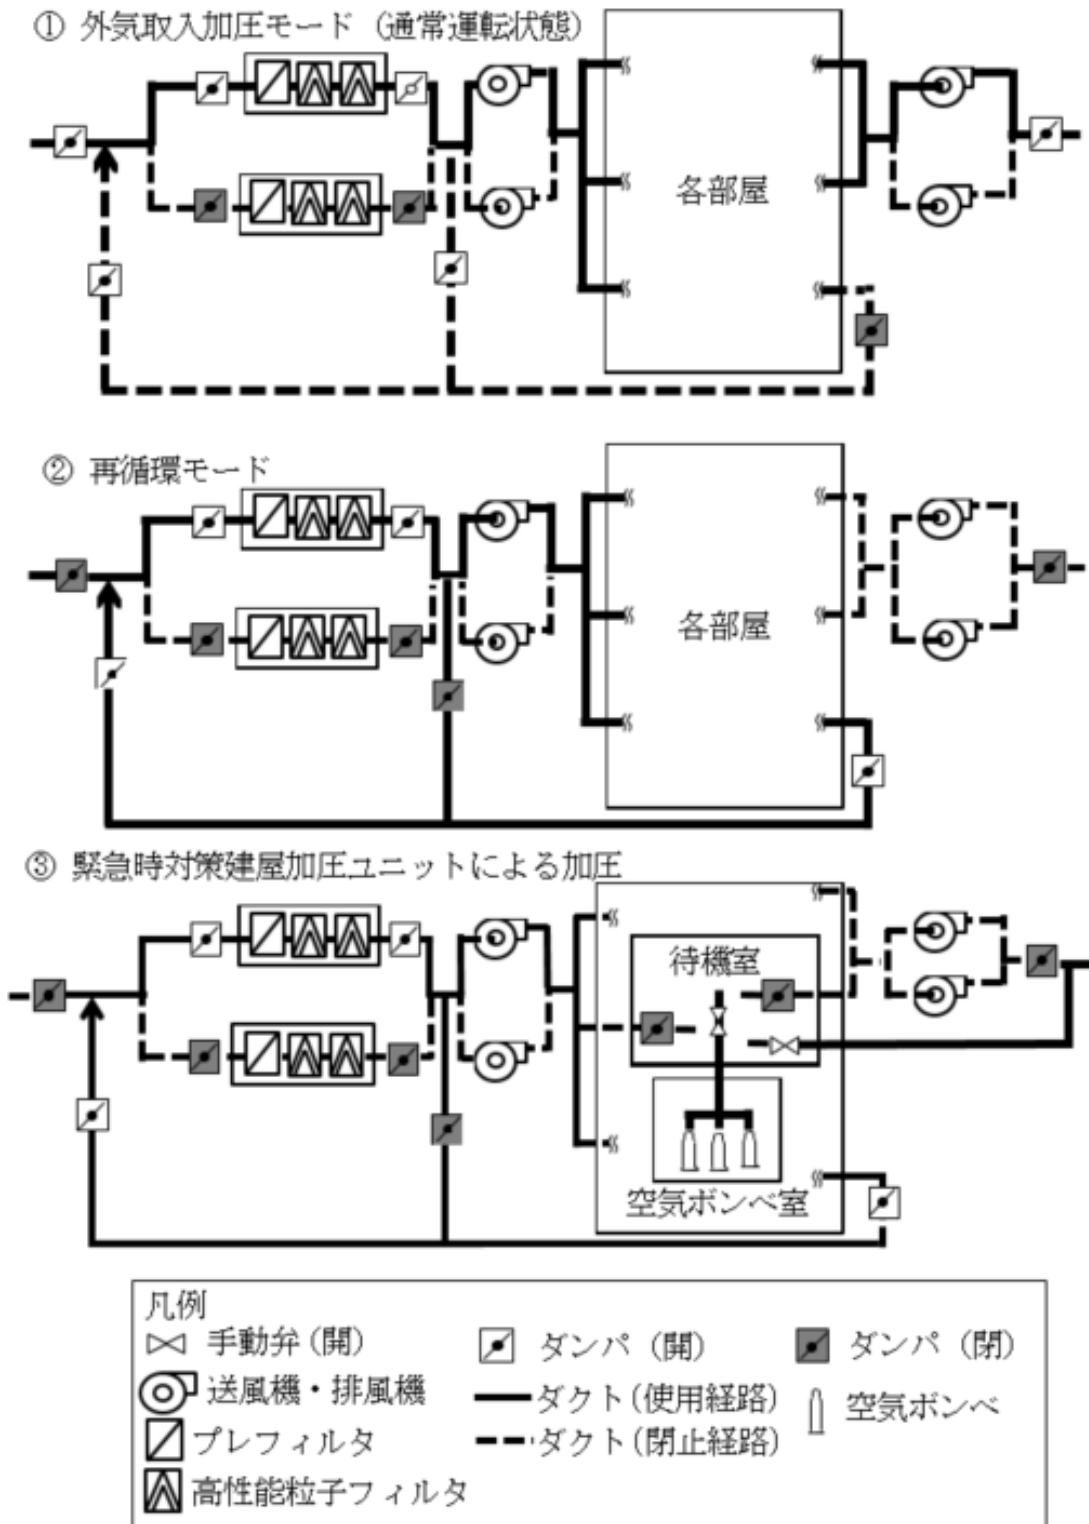 ① 外気取入加圧モード（通常運転状態）
各部屋
② 再循環モード
各部屋
③ 緊急時対策建屋加圧ユニットによる加圧
待機室
空気ボンベ室
凡例
手動弁(開)
ダンパ（開）
ダンパ（閉）
送風機・排風機
ダクト(使用経路)
空気ボンベ
プレフィルタ
ダクト(閉止経路)
高性能粒子フィルタ